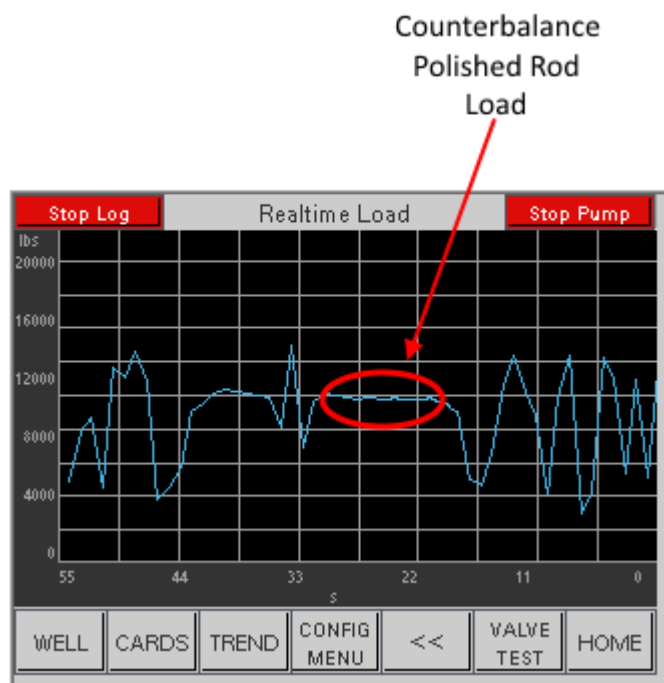 Counterbalance
Polished Rod
Load
Stop Log
Realtime Load
Stop Pump
lbs
20000
16000
12000
8000
4000
0
55 44 33 22 11 0
s
WELL
CARDS
TREND
CONFIG
MENU
<<
VALVE
TEST
HOME